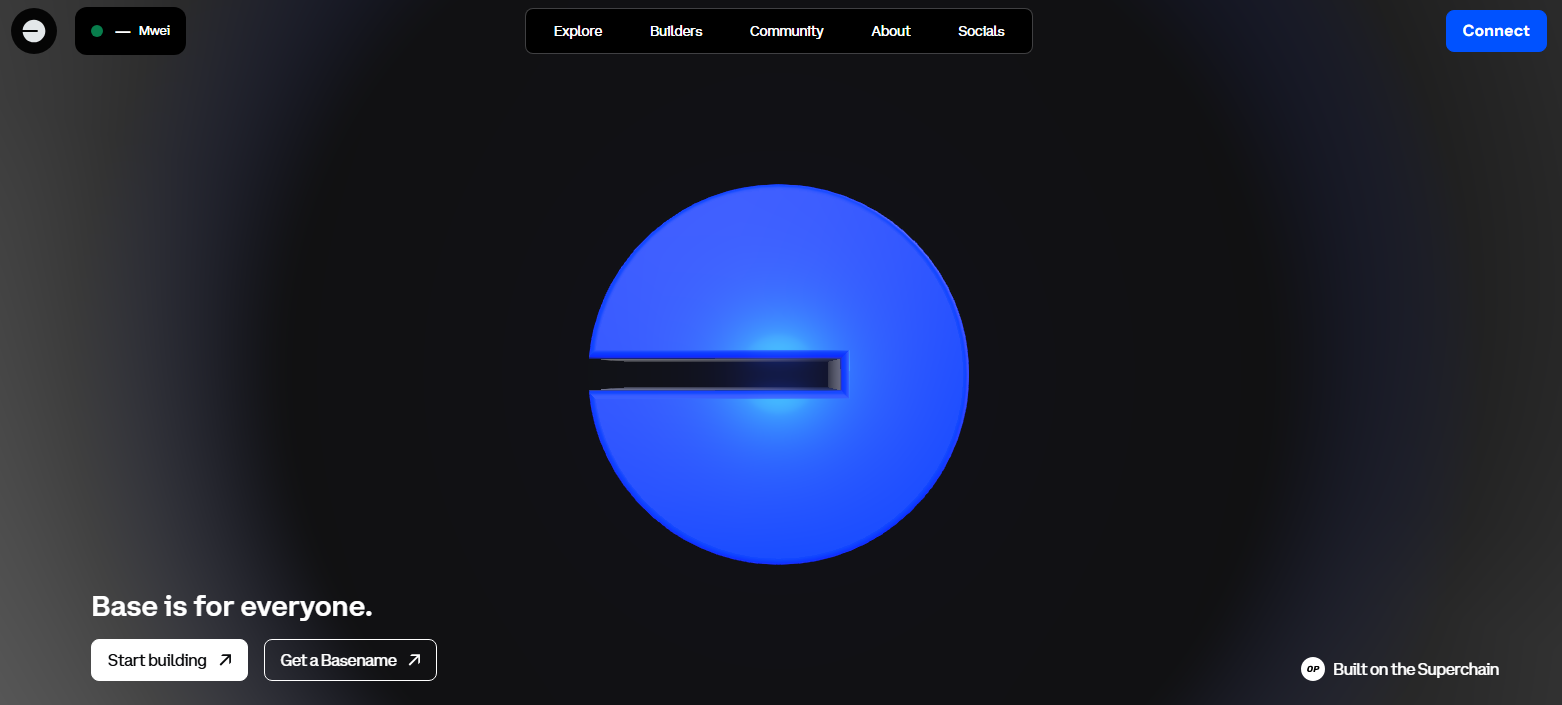 — Mwei
Explore
Builders
Community
About
Socials
Connect
Base is for everyone.
Start building
Get a Basename
OP
Built on the Superchain